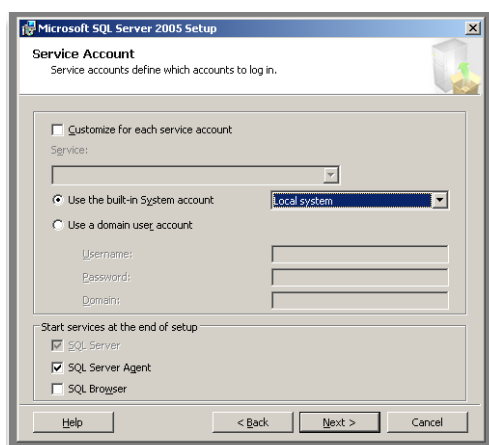 Microsoft SQL Server 2005 Setup
Service Account
Service accounts define which accounts to log in.
Customize for each service account
Service:
Use the built-in System account
Local system
Use a domain user account
Username:
Password:
Domain:
Start services at the end of setup
SQL Server
SQL Server Agent
SQL Browser
Help
< Back
Next >
Cancel